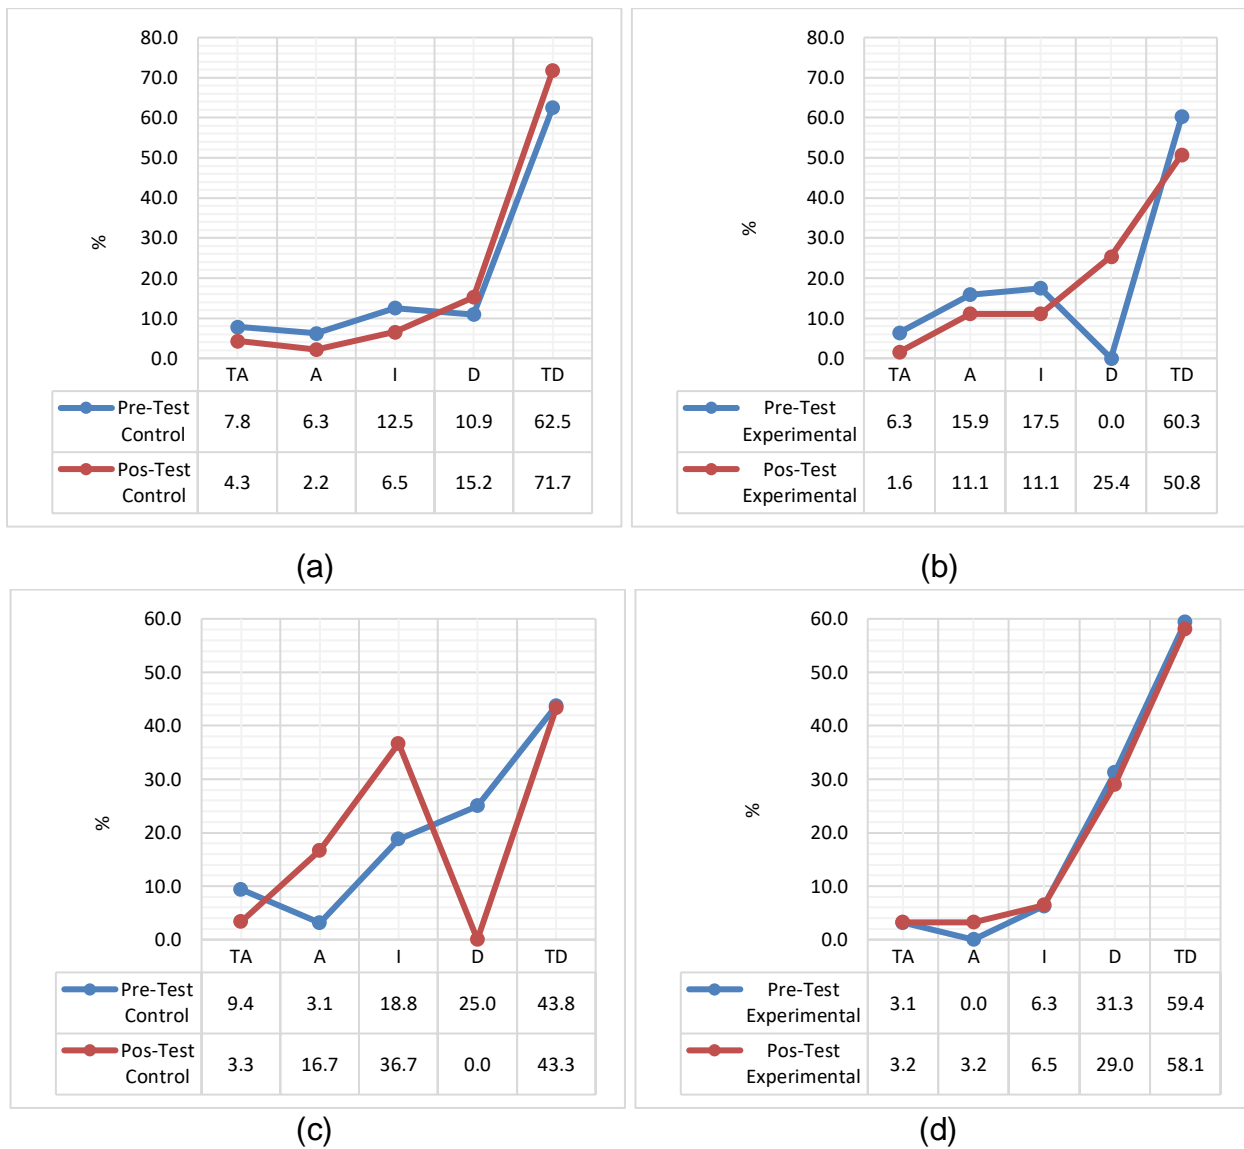 80.0
70.0
60.0
50.0
40.0
30.0
20.0
10.0
0.0
%
TA A I D TD
Pre-Test
Control
7.8 6.3 12.5 10.9 62.5
Pos-Test
Control
4.3 2.2 6.5 15.2 71.7
(a)
80.0
70.0
60.0
50.0
40.0
30.0
20.0
10.0
0.0
%
TA A I D TD
Pre-Test
Experimental
6.3 15.9 17.5 0.0 60.3
Pos-Test
Experimental
1.6 11.1 11.1 25.4 50.8
(b)
60.0
50.0
40.0
30.0
20.0
10.0
0.0
%
TA A I D TD
Pre-Test
Control
9.4 3.1 18.8 25.0 43.8
Pos-Test
Control
3.3 16.7 36.7 0.0 43.3
(c)
60.0
50.0
40.0
30.0
20.0
10.0
0.0
%
TA A I D TD
Pre-Test
Experimental
3.1 0.0 6.3 31.3 59.4
Pos-Test
Experimental
3.2 3.2 6.5 29.0 58.1
(d)